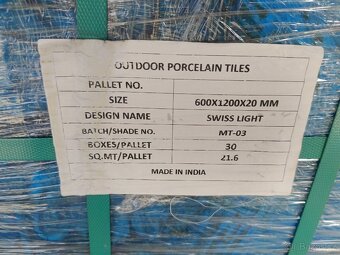 OUTDOOR PORCELAIN TILES
PALLET NO.
SIZE 600X1200X20 MM
DESIGN NAME SWISS LIGHT
BATCH/SHADE NO. MT-03
BOXES/PALLET 30
SQ.MT/PALLET 21.6
MADE IN INDIA